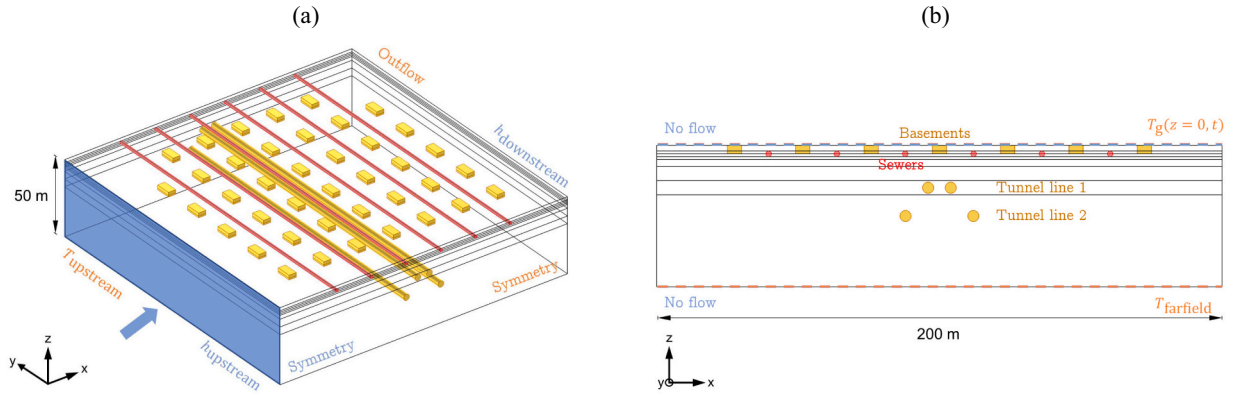 (a)
Outflow
hdownstream
50 m
Tupstream
hupstream
Symmetry
Symmetry
z
y
x
(b)
No flow
Tg(z = 0, t)
Basements
Sewers
Tunnel line 1
Tunnel line 2
No flow
Tfarfield
200 m
z
y
x